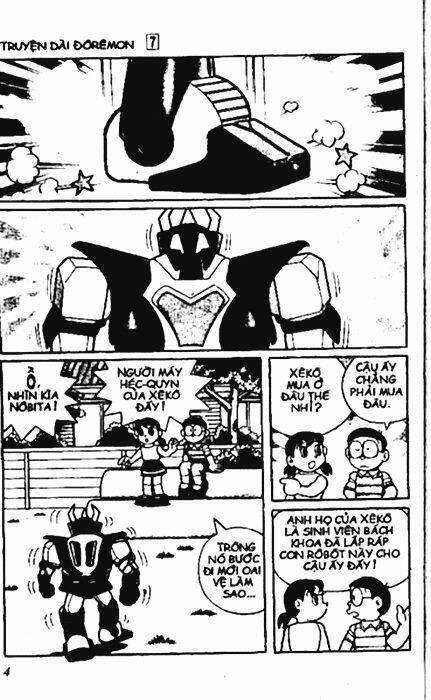 TRUYỆN DÀI ĐÔRÊMON 7
Ồ,
NHÌN KÌA
NÔBITA!
NGƯỜI MÁY
HÉC-QUYN
CỦA XÊKÔ
ĐẤY!
TRÔNG
NÓ BƯỚC
ĐI MỚI OAI
VỆ LÀM
SAO...
XÊKÔ
MUA Ở
ĐÂU THẾ
NHỈ?
CẬU ẤY
CHẲNG
PHẢI MUA
ĐÂU.
ANH HỌ CỦA XÊKÔ
LÀ SINH VIÊN BÁCH
KHOA ĐÃ LẮP RÁP
CON RÔBÔT NÀY CHO
CẬU ẤY ĐẤY!
4